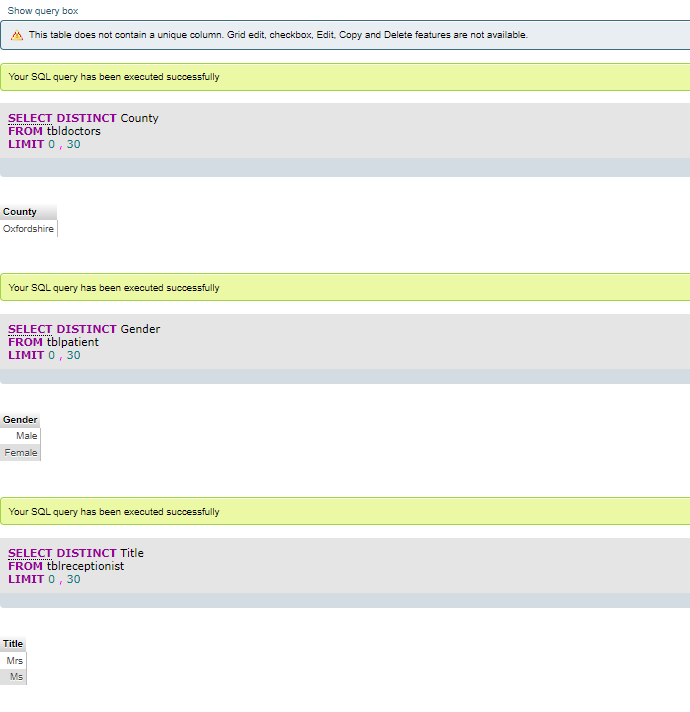 Show query box
This table does not contain a unique column. Grid edit, checkbox, Edit, Copy and Delete features are not available.
Your SQL query has been executed successfully
SELECT DISTINCT County
FROM tbldoctors
LIMIT 0 , 30
County
Oxfordshire
Your SQL query has been executed successfully
SELECT DISTINCT Gender
FROM tblpatient
LIMIT 0 , 30
Gender
Male
Female
Your SQL query has been executed successfully
SELECT DISTINCT Title
FROM tblreceptionist
LIMIT 0 , 30
Title
Mrs
Ms